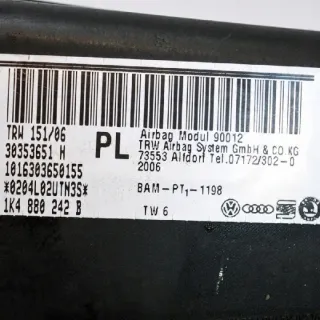 TRW 151/06
30353651 H
1016303650155
*0204L02UTM3S*
1K4 880 242 B
PL
Airbag Modul 90012
TRW Airbag System GmbH & CO.KG
73553 Alfdorf Tel.07172/302-0
2006
BAM-PT1-1198
TW 6